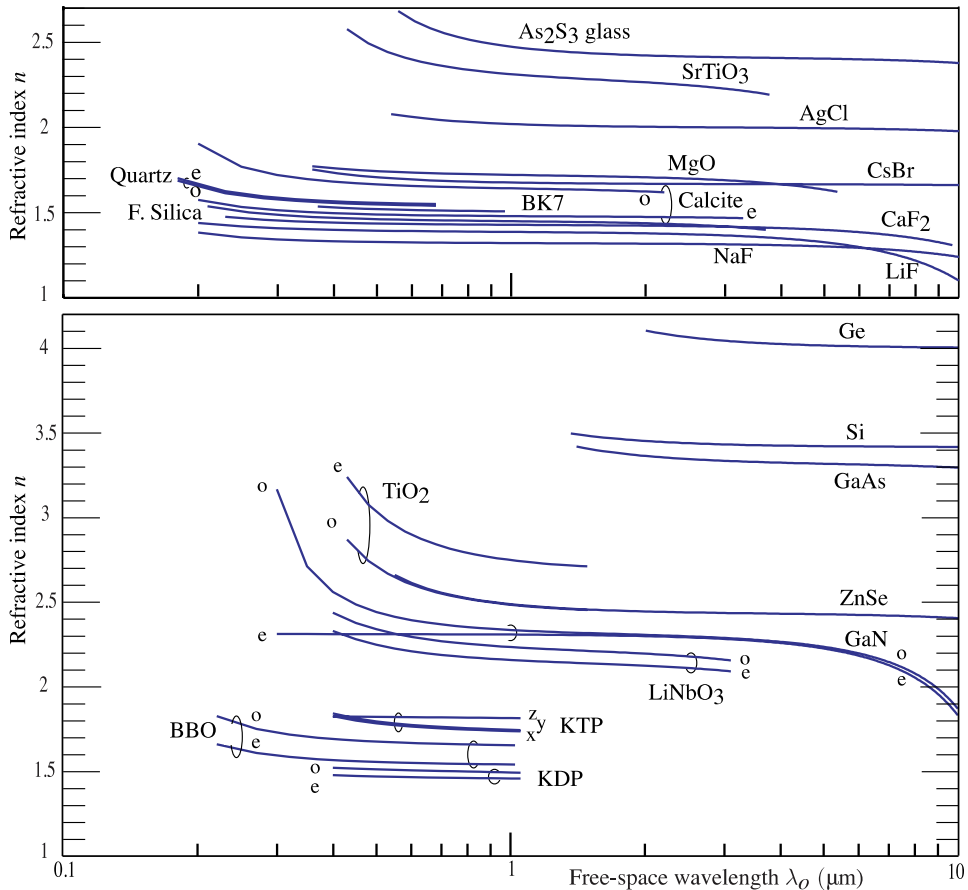 Refractive index n
2.5
2
1.5
1
As₂S₃ glass
SrTiO₃
AgCl
MgO
CsBr
Quartz
e
o
F. Silica
BK7
o
Calcite
e
CaF₂
NaF
LiF
Refractive index n
4
3.5
3
2.5
2
1.5
1
Ge
Si
GaAs
e
TiO₂
o
o
ZnSe
e
GaN
o
e
o
e
LiNbO₃
BBO
o
e
z
y
x
KTP
o
e
KDP
0.1
1
10
Free-space wavelength λₒ (μm)